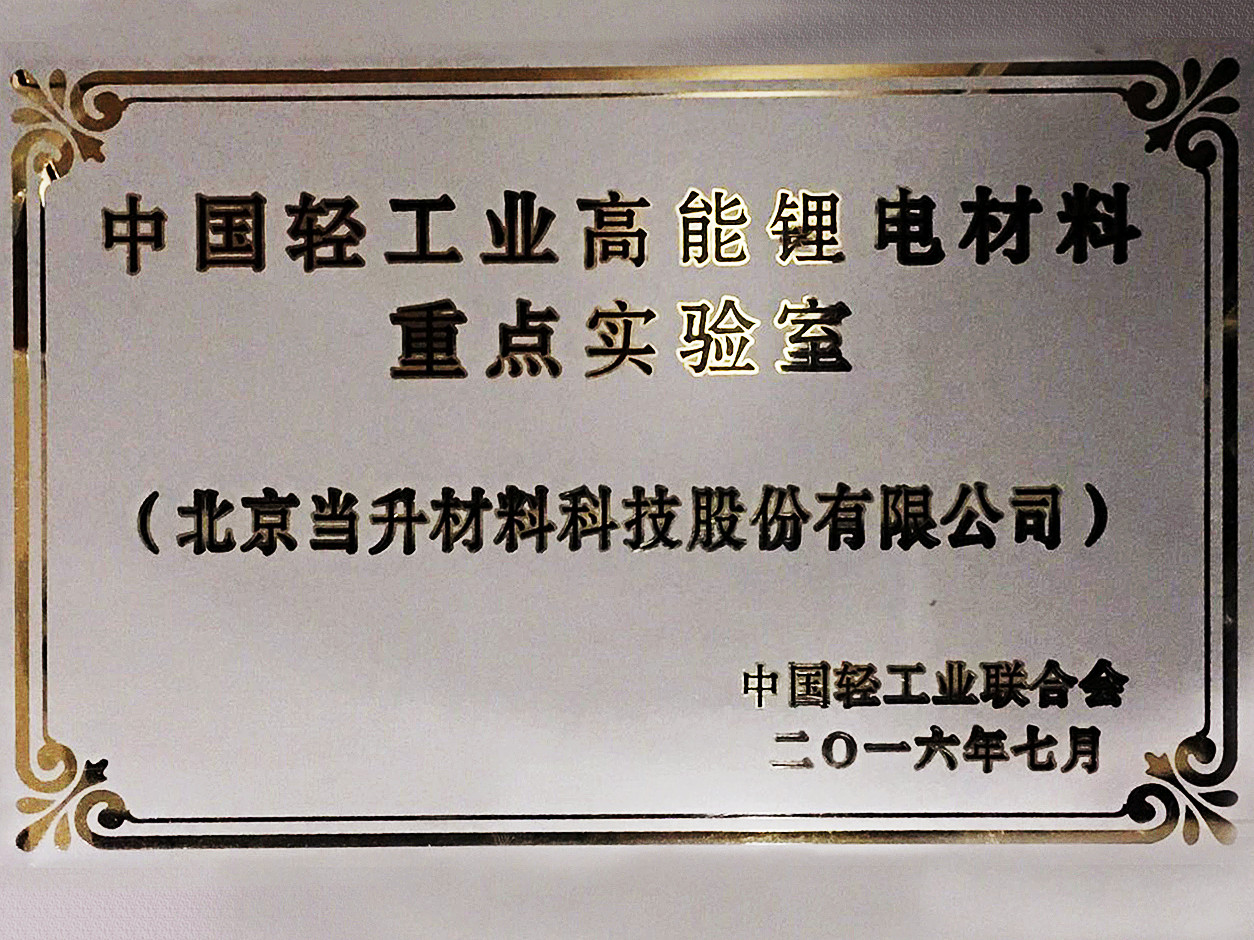 中国轻工业高能锂电材料
重点实验室
（北京当升材料科技股份有限公司）
中国轻工业联合会
二〇一六年七月